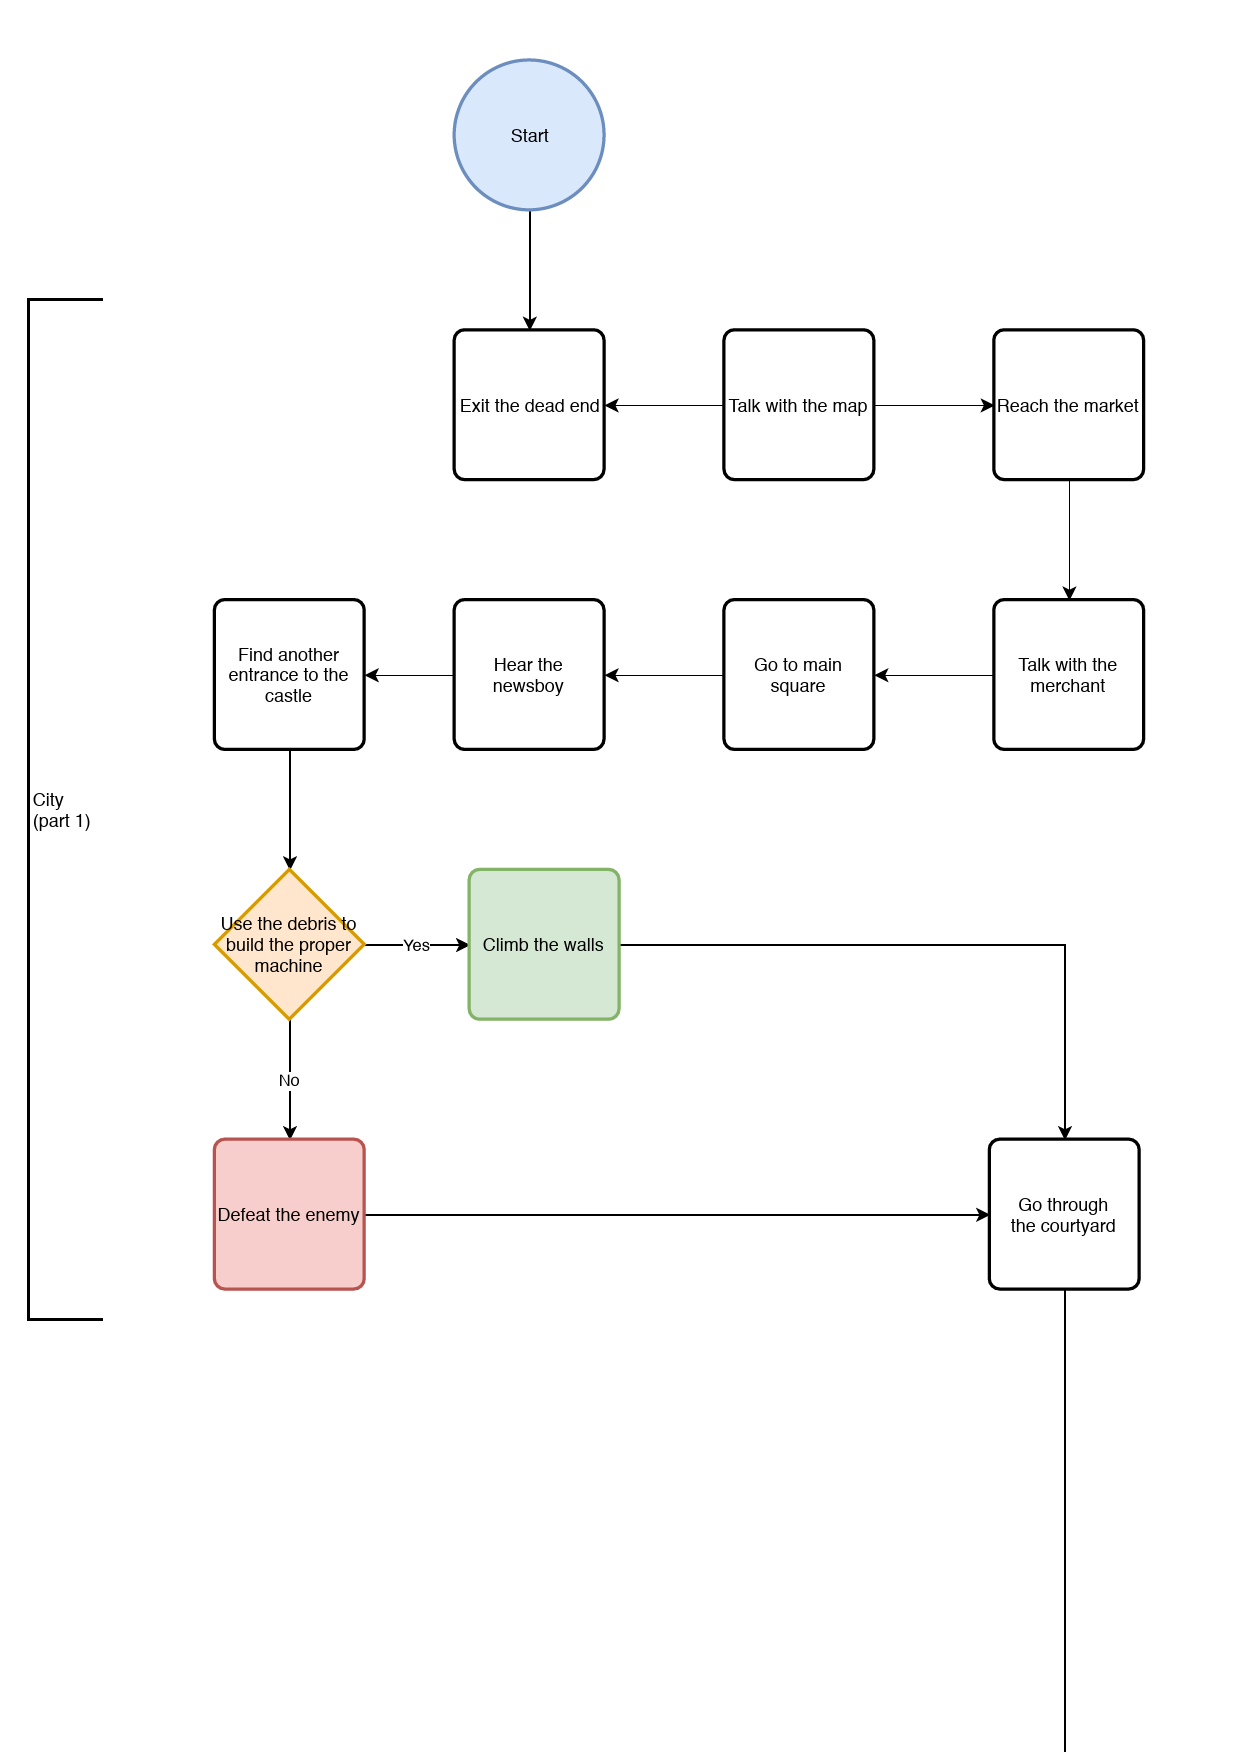 Start
Exit the dead end
Talk with the map
Reach the market
Find another
entrance to the
castle
Hear the
newsboy
Go to main
square
Talk with the
merchant
City
(part 1)
Use the debris to
build the proper
machine
Yes
Climb the walls
No
Defeat the enemy
Go through
the courtyard